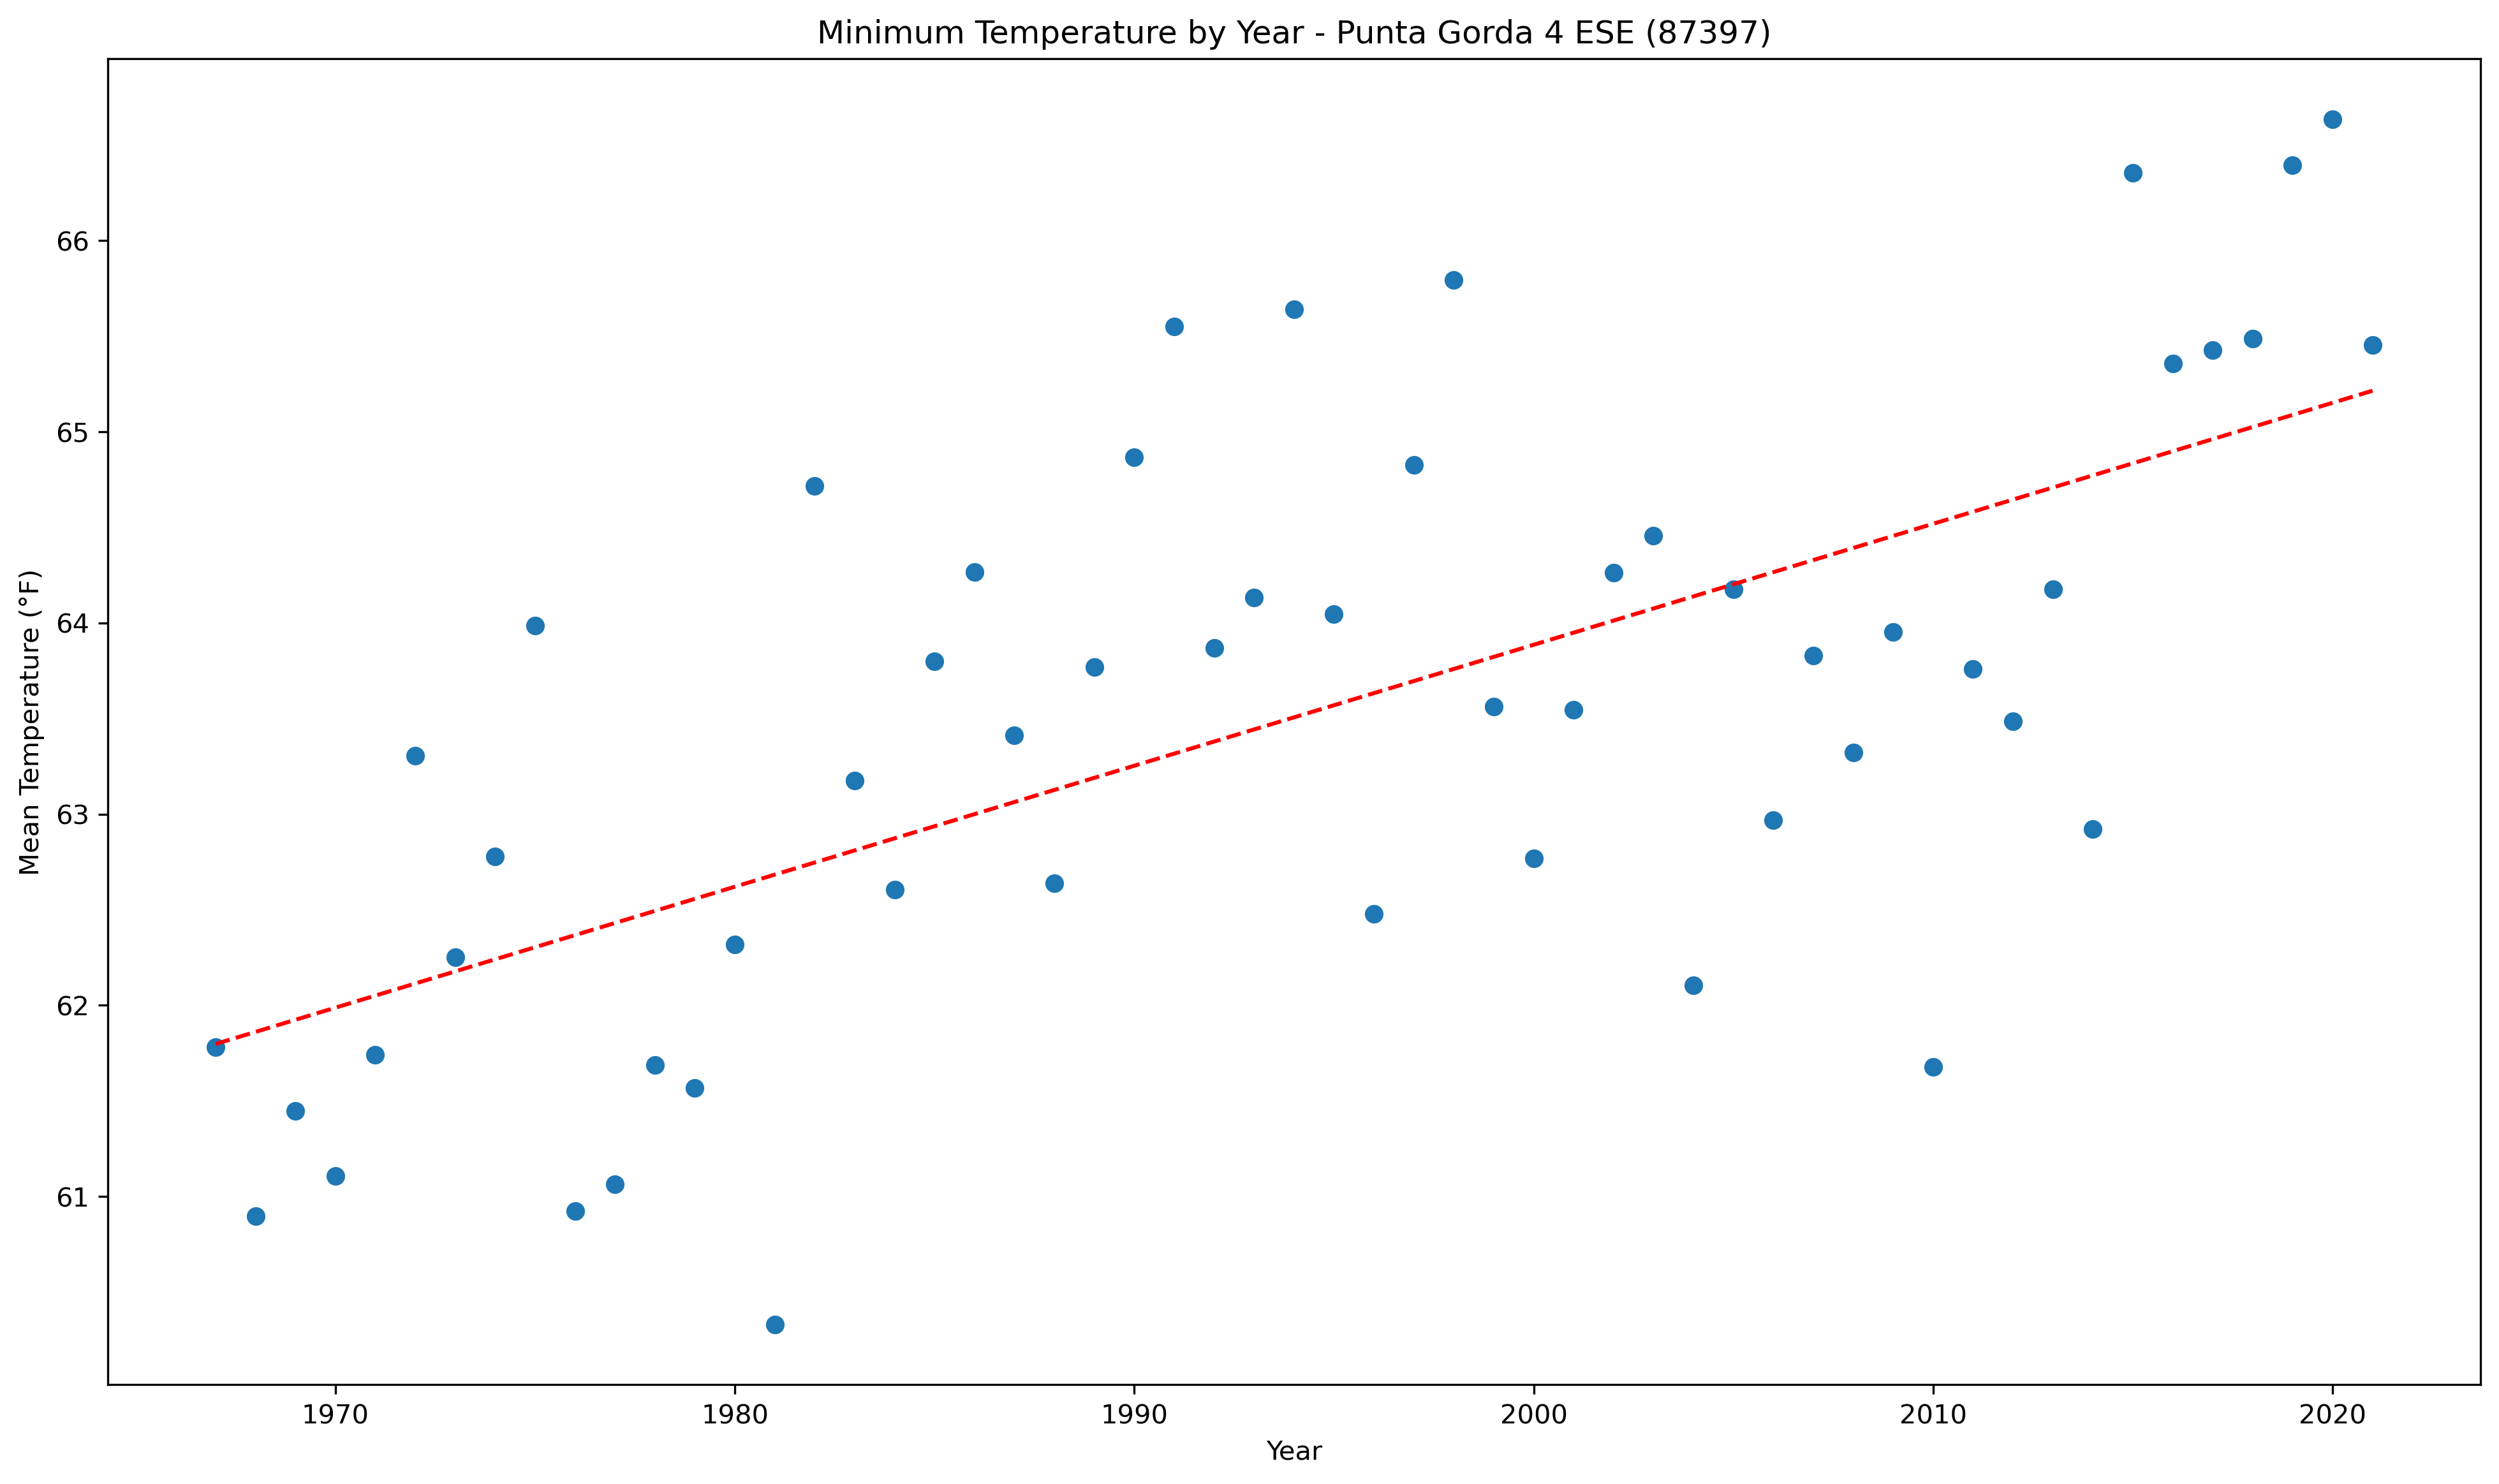 Minimum Temperature by Year - Punta Gorda 4 ESE (87397)
Mean Temperature (°F)
66
65
64
63
62
61
1970 1980 1990 2000 2010 2020
Year